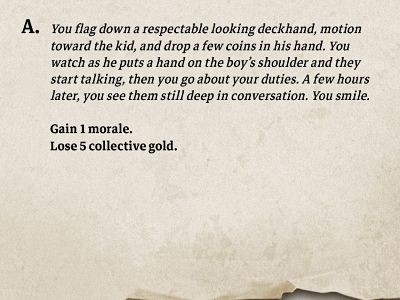 A. You flag down a respectable looking deckhand, motion
toward the kid, and drop a few coins in his hand. You
watch as he puts a hand on the boy's shoulder and they
start talking, then you go about your duties. A few hours
later, you see them still deep in conversation. You smile.
Gain 1 morale.
Lose 5 collective gold.